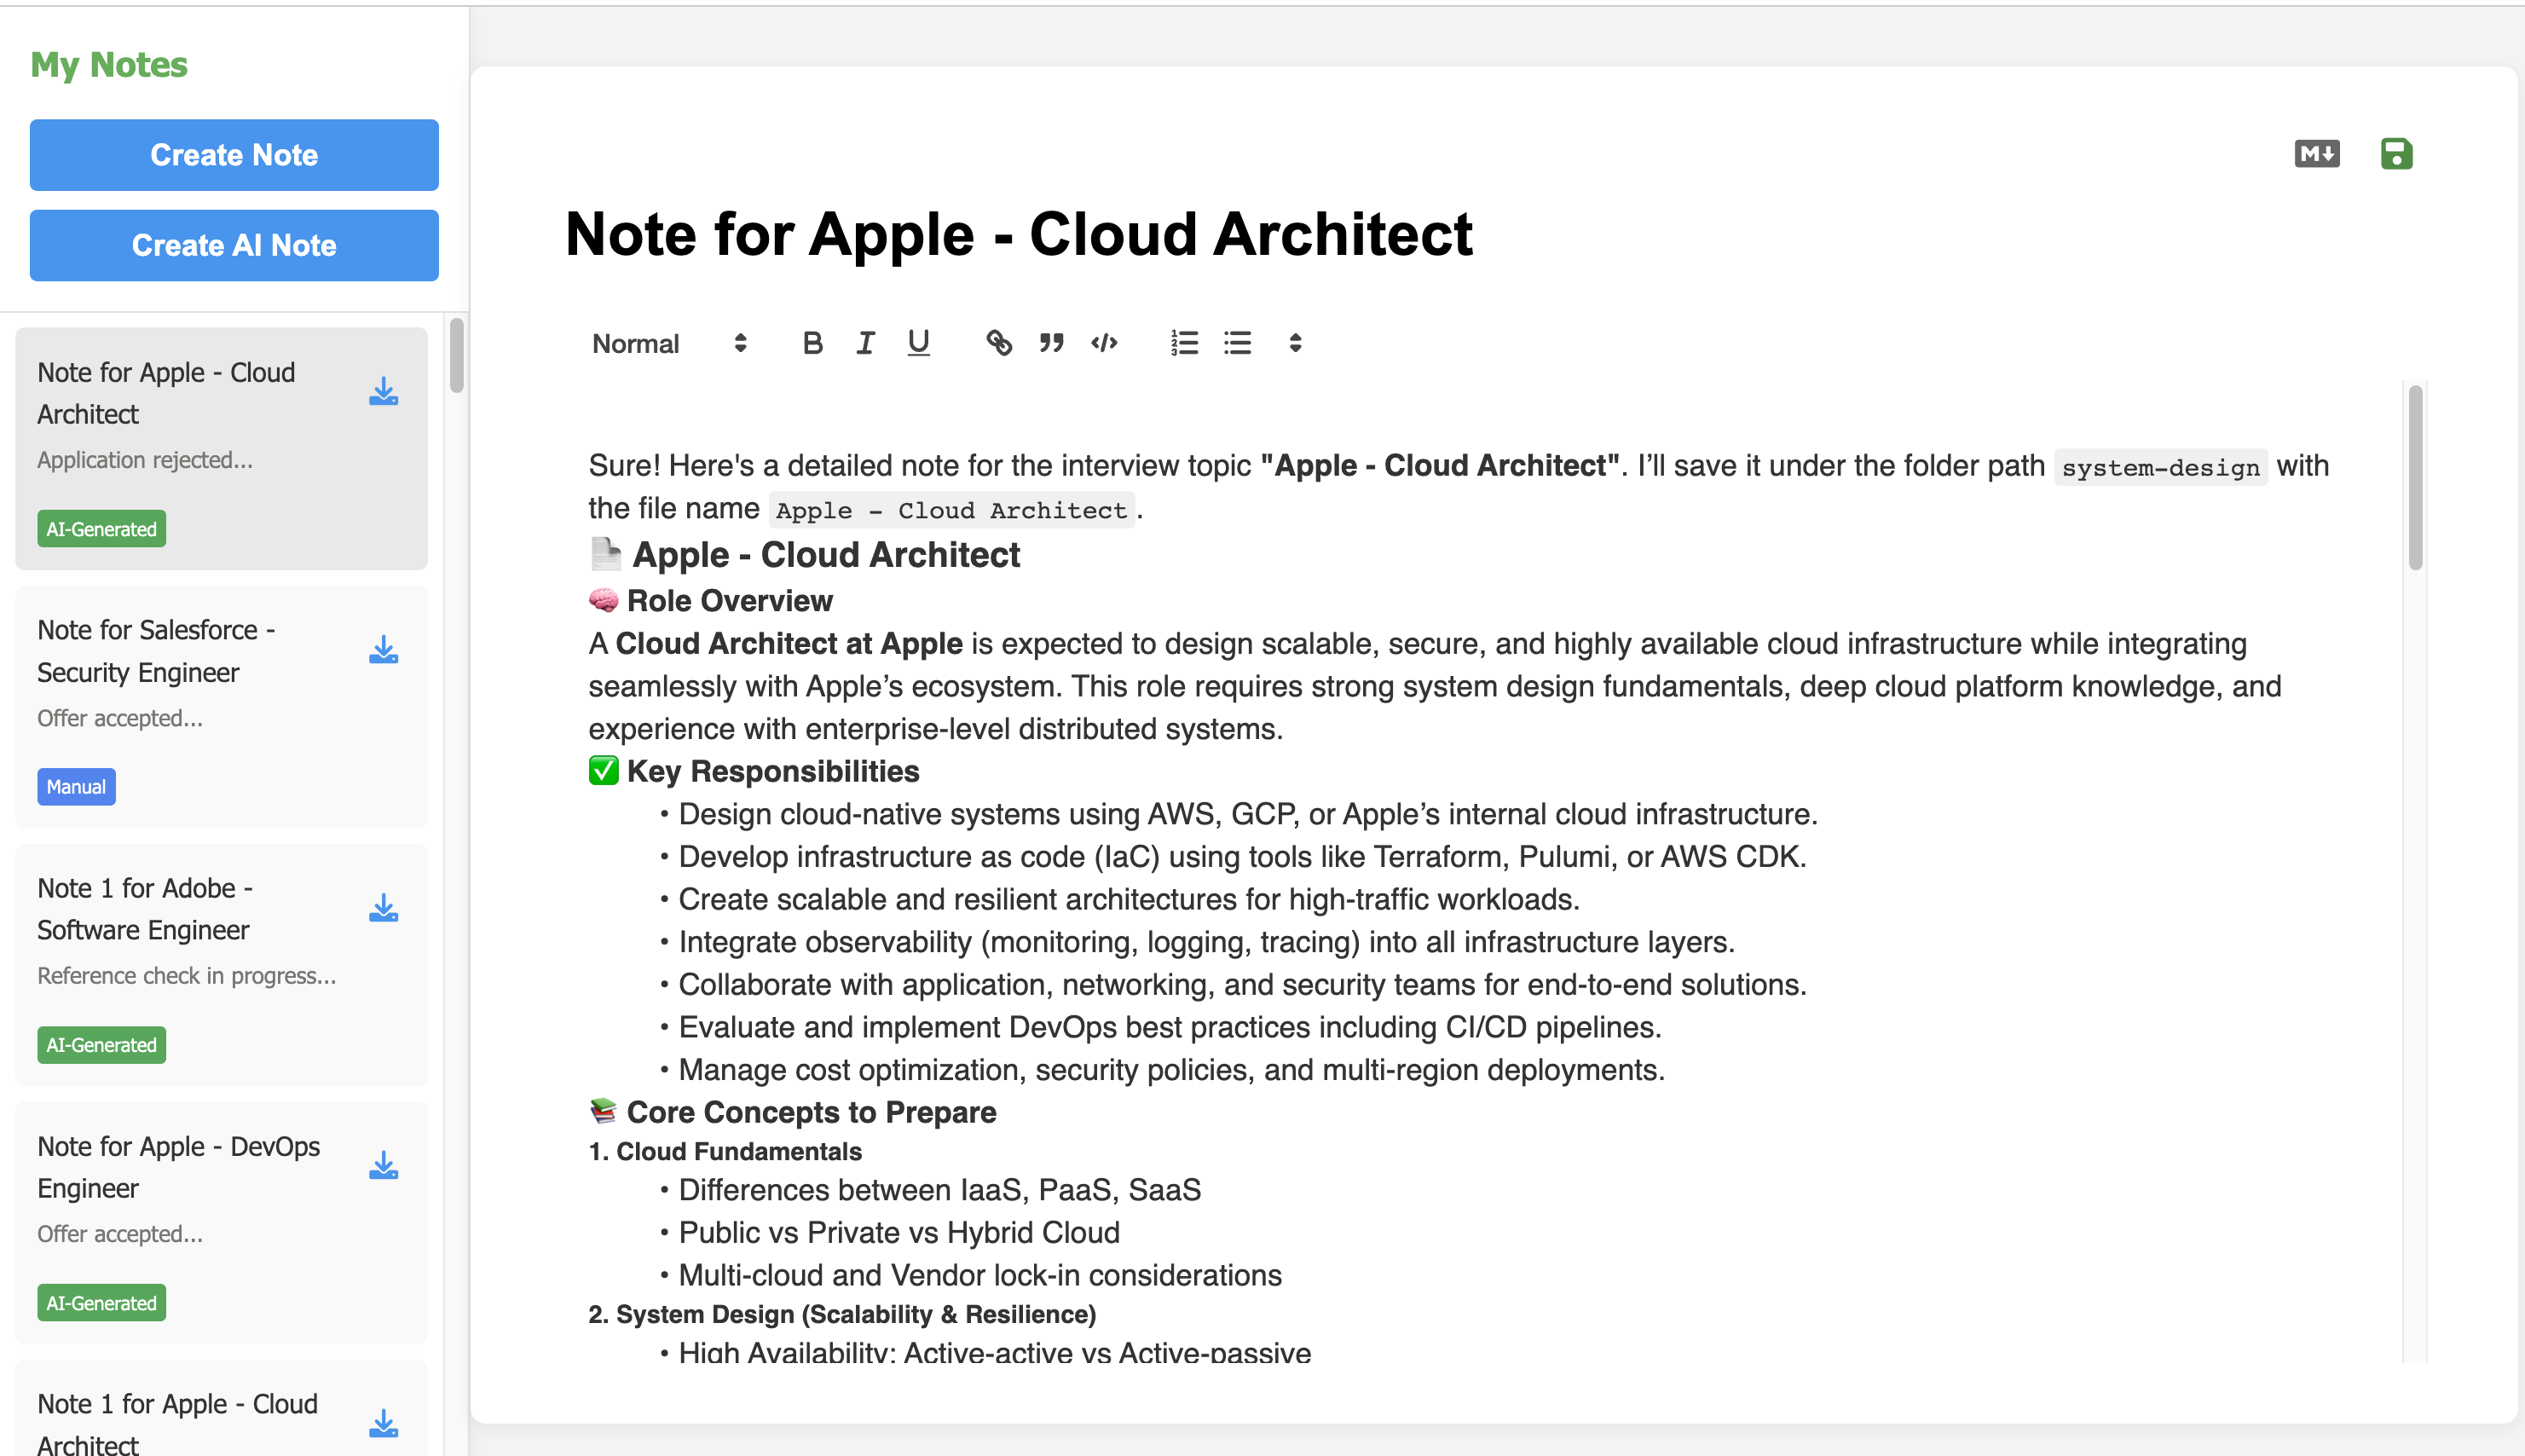 My Notes
Create Note
Create AI Note
Note for Apple - Cloud
Architect
Application rejected...
AI-Generated
Note for Salesforce -
Security Engineer
Offer accepted...
Manual
Note 1 for Adobe -
Software Engineer
Reference check in progress...
AI-Generated
Note for Apple - DevOps
Engineer
Offer accepted...
AI-Generated
Note 1 for Apple - Cloud
Architect
M
Note for Apple - Cloud Architect
Normal B I U
Sure! Here's a detailed note for the interview topic "Apple - Cloud Architect". I’ll save it under the folder path system-design with
the file name Apple - Cloud Architect.
Apple - Cloud Architect
🧠 Role Overview
A Cloud Architect at Apple is expected to design scalable, secure, and highly available cloud infrastructure while integrating
seamlessly with Apple’s ecosystem. This role requires strong system design fundamentals, deep cloud platform knowledge, and
experience with enterprise-level distributed systems.
✅ Key Responsibilities
• Design cloud-native systems using AWS, GCP, or Apple’s internal cloud infrastructure.
• Develop infrastructure as code (IaC) using tools like Terraform, Pulumi, or AWS CDK.
• Create scalable and resilient architectures for high-traffic workloads.
• Integrate observability (monitoring, logging, tracing) into all infrastructure layers.
• Collaborate with application, networking, and security teams for end-to-end solutions.
• Evaluate and implement DevOps best practices including CI/CD pipelines.
• Manage cost optimization, security policies, and multi-region deployments.
📚 Core Concepts to Prepare
1. Cloud Fundamentals
• Differences between IaaS, PaaS, SaaS
• Public vs Private vs Hybrid Cloud
• Multi-cloud and Vendor lock-in considerations
2. System Design (Scalability & Resilience)
• High Availability: Active-active vs Active-passive